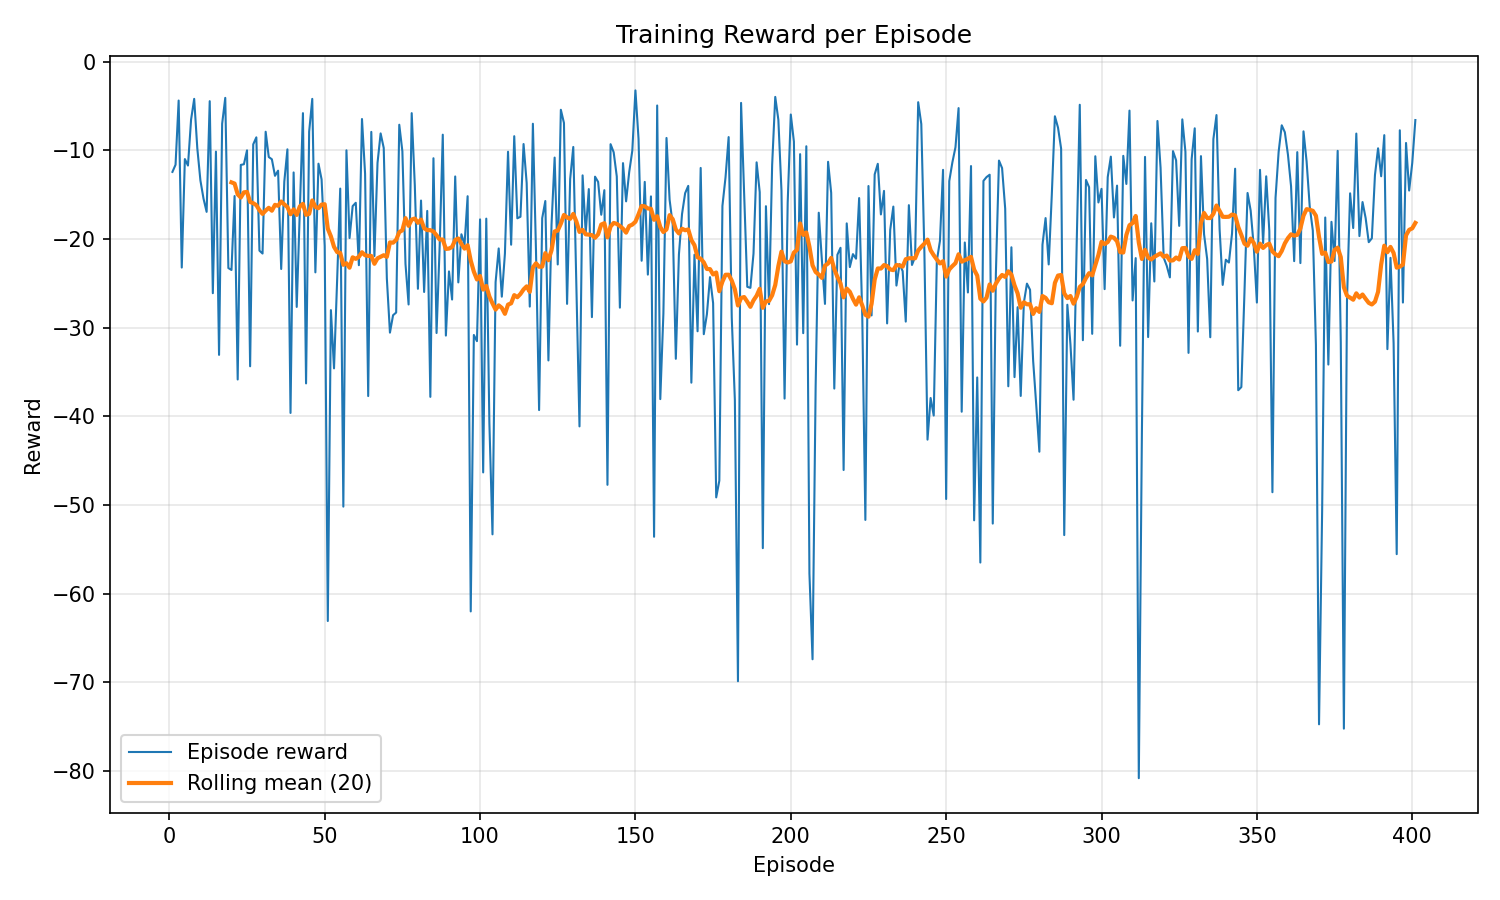 Training Reward per Episode
0
−10
−20
−30
−40
−50
−60
−70
−80
Reward
Episode reward
Rolling mean (20)
0 50 100 150 200 250 300 350 400
Episode